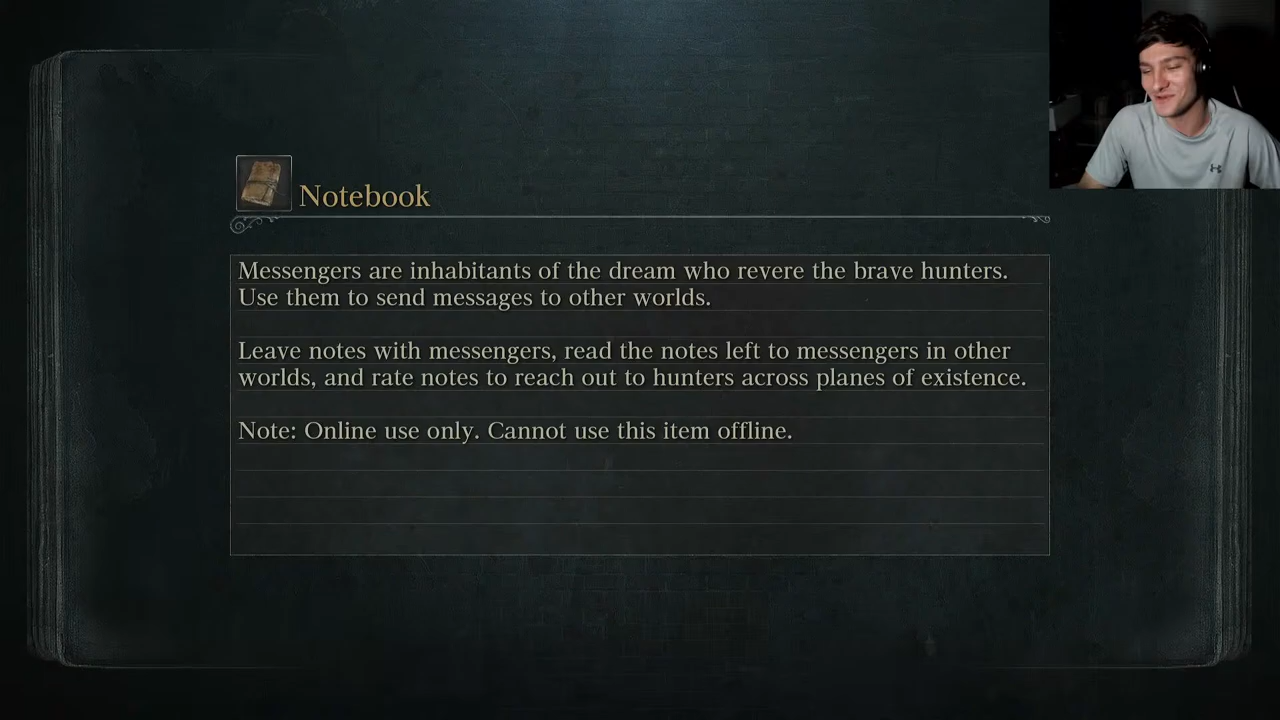 Notebook
Messengers are inhabitants of the dream who revere the brave hunters.
Use them to send messages to other worlds.
Leave notes with messengers, read the notes left to messengers in other
worlds, and rate notes to reach out to hunters across planes of existence.
Note: Online use only. Cannot use this item offline.